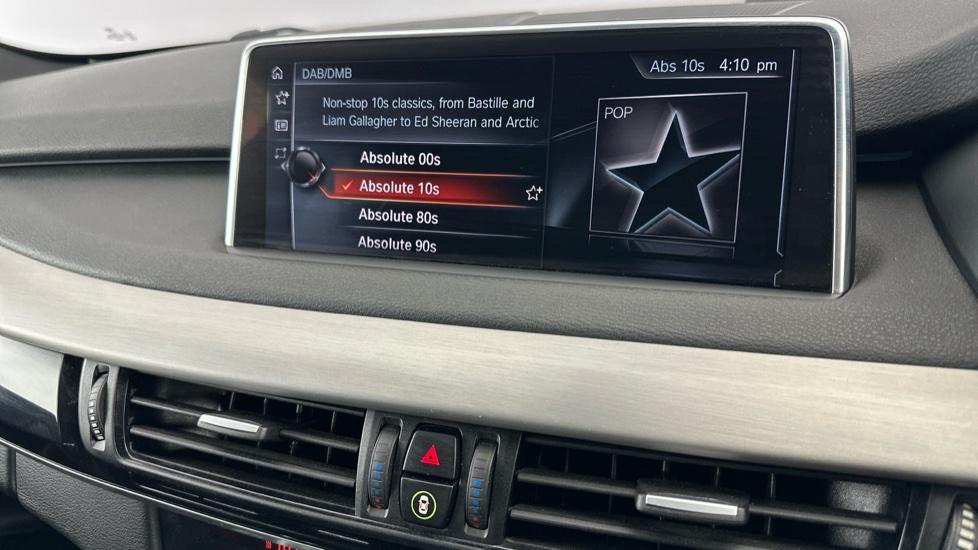 DAB/DMB
Abs 10s 4:10 pm
Non-stop 10s classics, from Bastille and
Liam Gallagher to Ed Sheeran and Arctic
POP
Absolute 00s
Absolute 10s
Absolute 80s
Absolute 90s